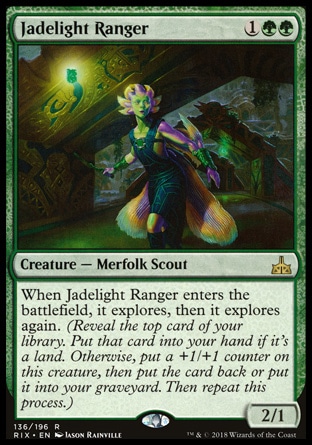 Jadelight Ranger 1
Creature — Merfolk Scout
When Jadelight Ranger enters the
battlefield, it explores, then it explores
again. (Reveal the top card of your
library. Put that card into your hand if it's
a land. Otherwise, put a +1/+1 counter on
this creature, then put the card back or put
it into your graveyard. Then repeat this
process.)
2/1
136/196 R
RIX • EN Jason Rainville
™ & © 2018 Wizards of the Coast